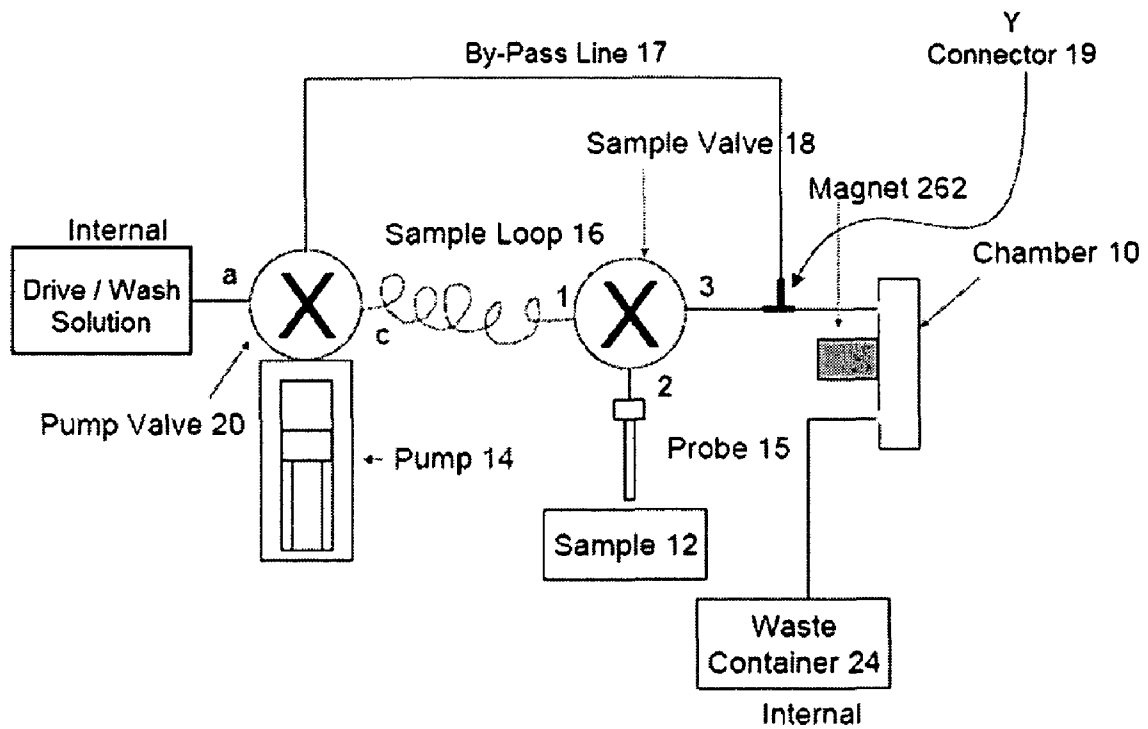 Y
Connector 19
By-Pass Line 17
Sample Valve 18
Magnet 262
Internal
Sample Loop 16
Chamber 10
Drive / Wash
Solution
a
X
c
1
X
3
2
Pump Valve 20
Pump 14
Probe 15
Sample 12
Waste
Container 24
Internal